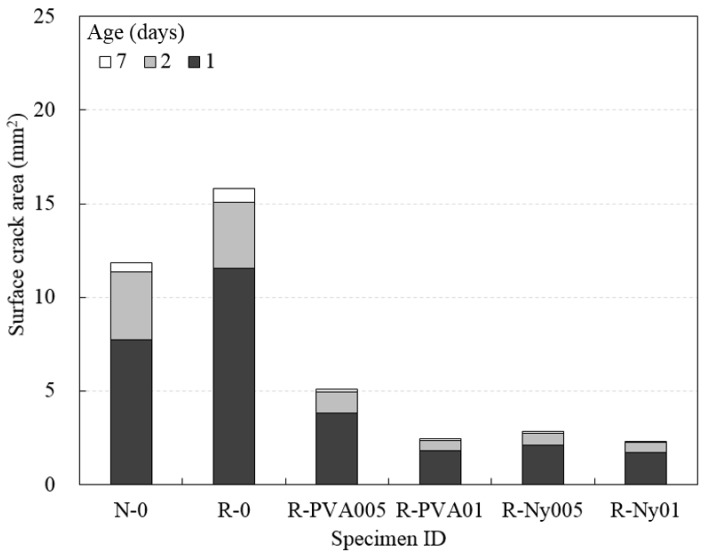 25
20
15
10
5
0
Surface crack area (mm²)
Age (days)
7 2 1
N-0 R-0 R-PVA005 R-PVA01 R-Ny005 R-Ny01
Specimen ID